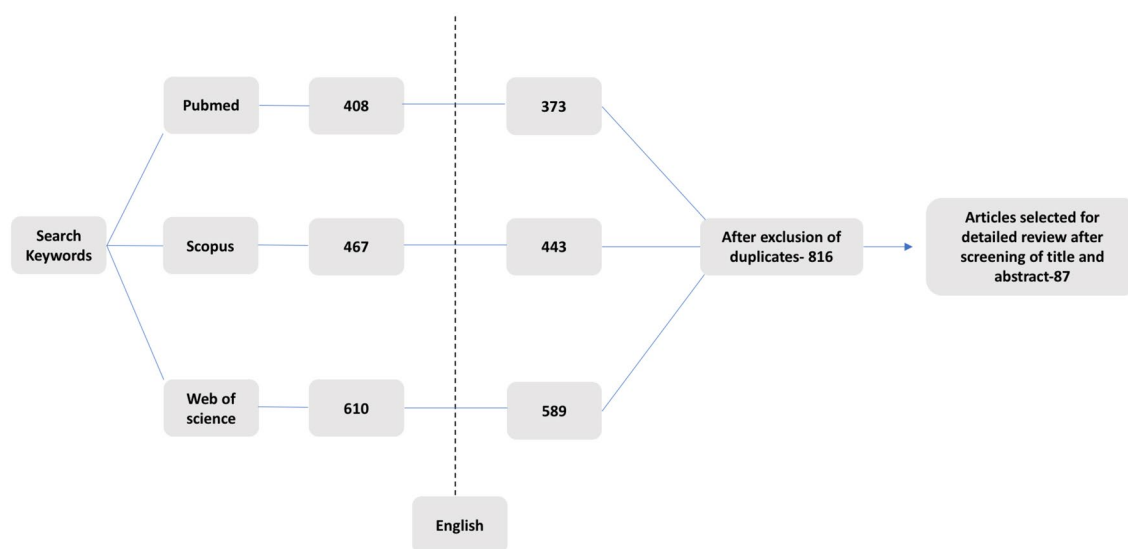 Pubmed
408
373
Search
Keywords
Scopus
467
443
After exclusion of
duplicates- 816
Articles selected for
detailed review after
screening of title and
abstract-87
Web of
science
610
589
English